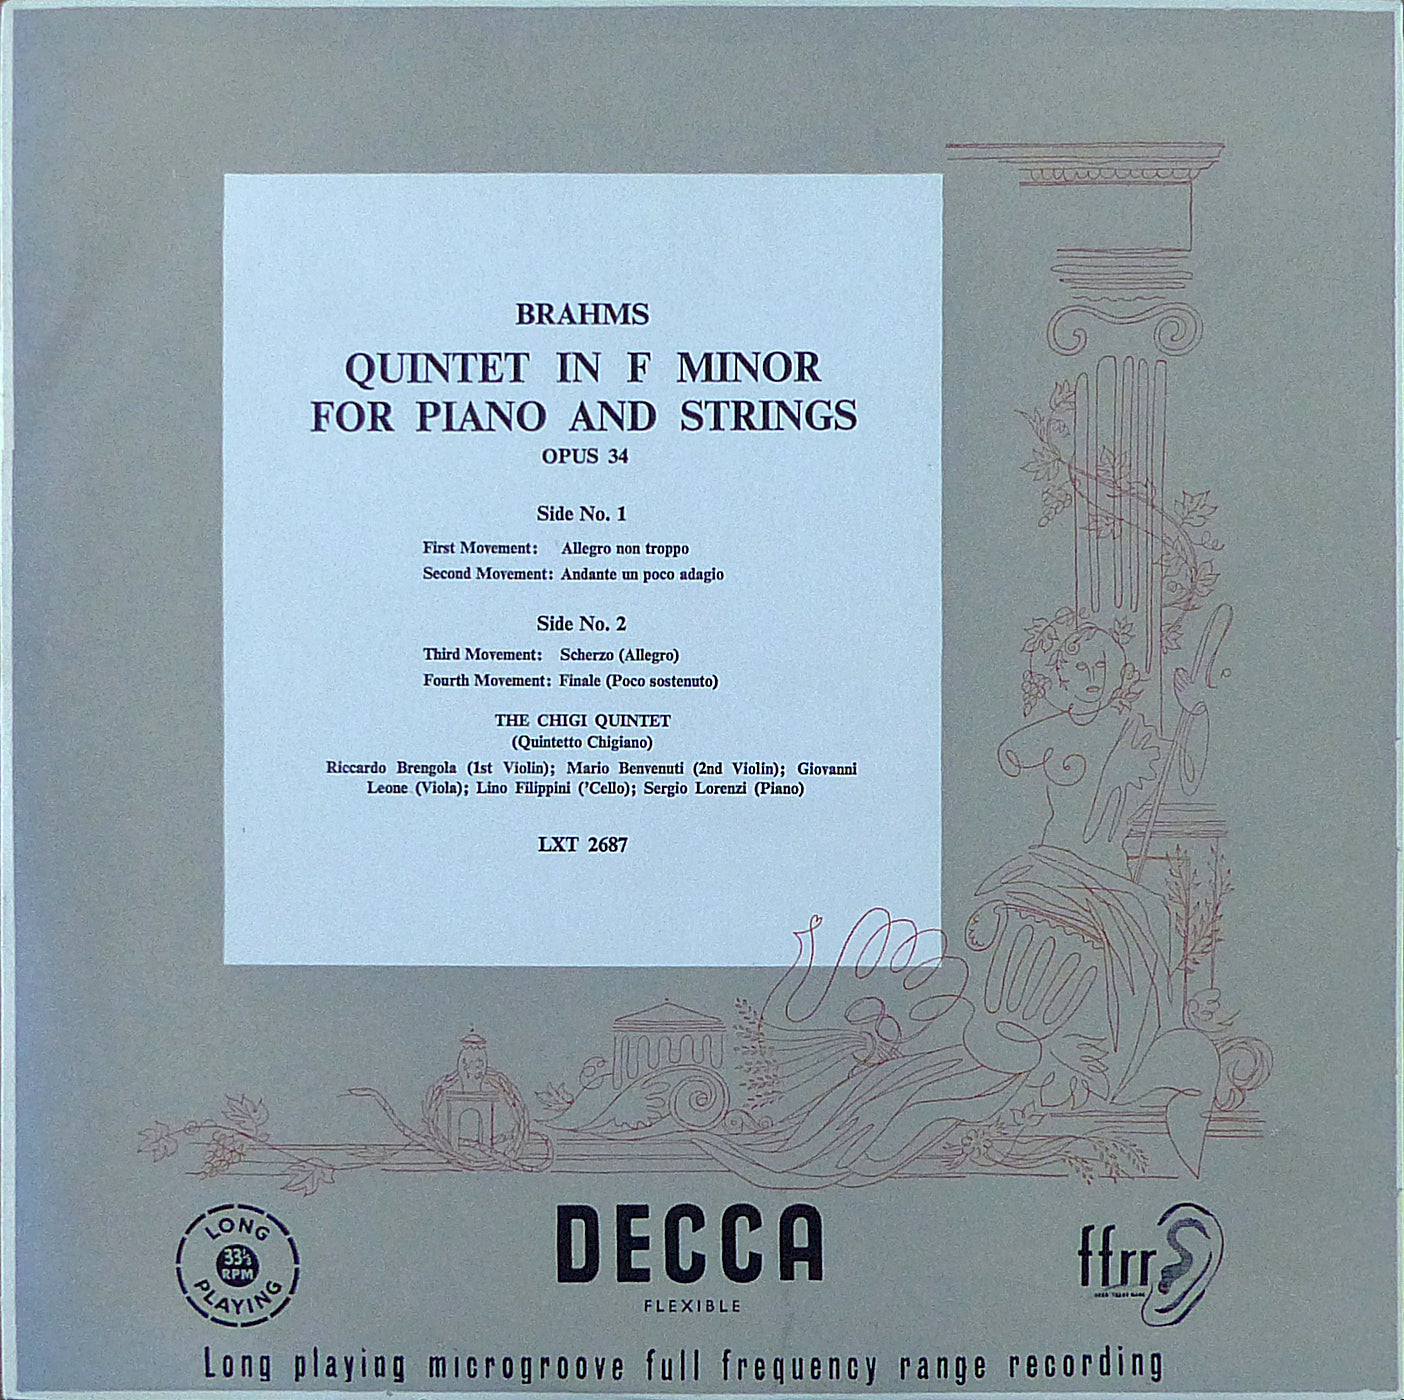 BRAHMS
QUINTET IN F MINOR
FOR PIANO AND STRINGS
OPUS 34
Side No. 1
First Movement: Allegro non troppo
Second Movement: Andante un poco adagio
Side No. 2
Third Movement: Scherzo (Allegro)
Fourth Movement: Finale (Poco sostenuto)
THE CHIGI QUINTET
(Quintetto Chigiano)
Riccardo Brengola (1st Violin); Mario Benvenuti (2nd Violin); Giovanni
Leone (Viola); Lino Filippini ('Cello); Sergio Lorenzi (Piano)
LXT 2687
LONG
33⅓
RPM
PLAYING
DECCA
FLEXIBLE
ffrr
Long playing microgroove full frequency range recording